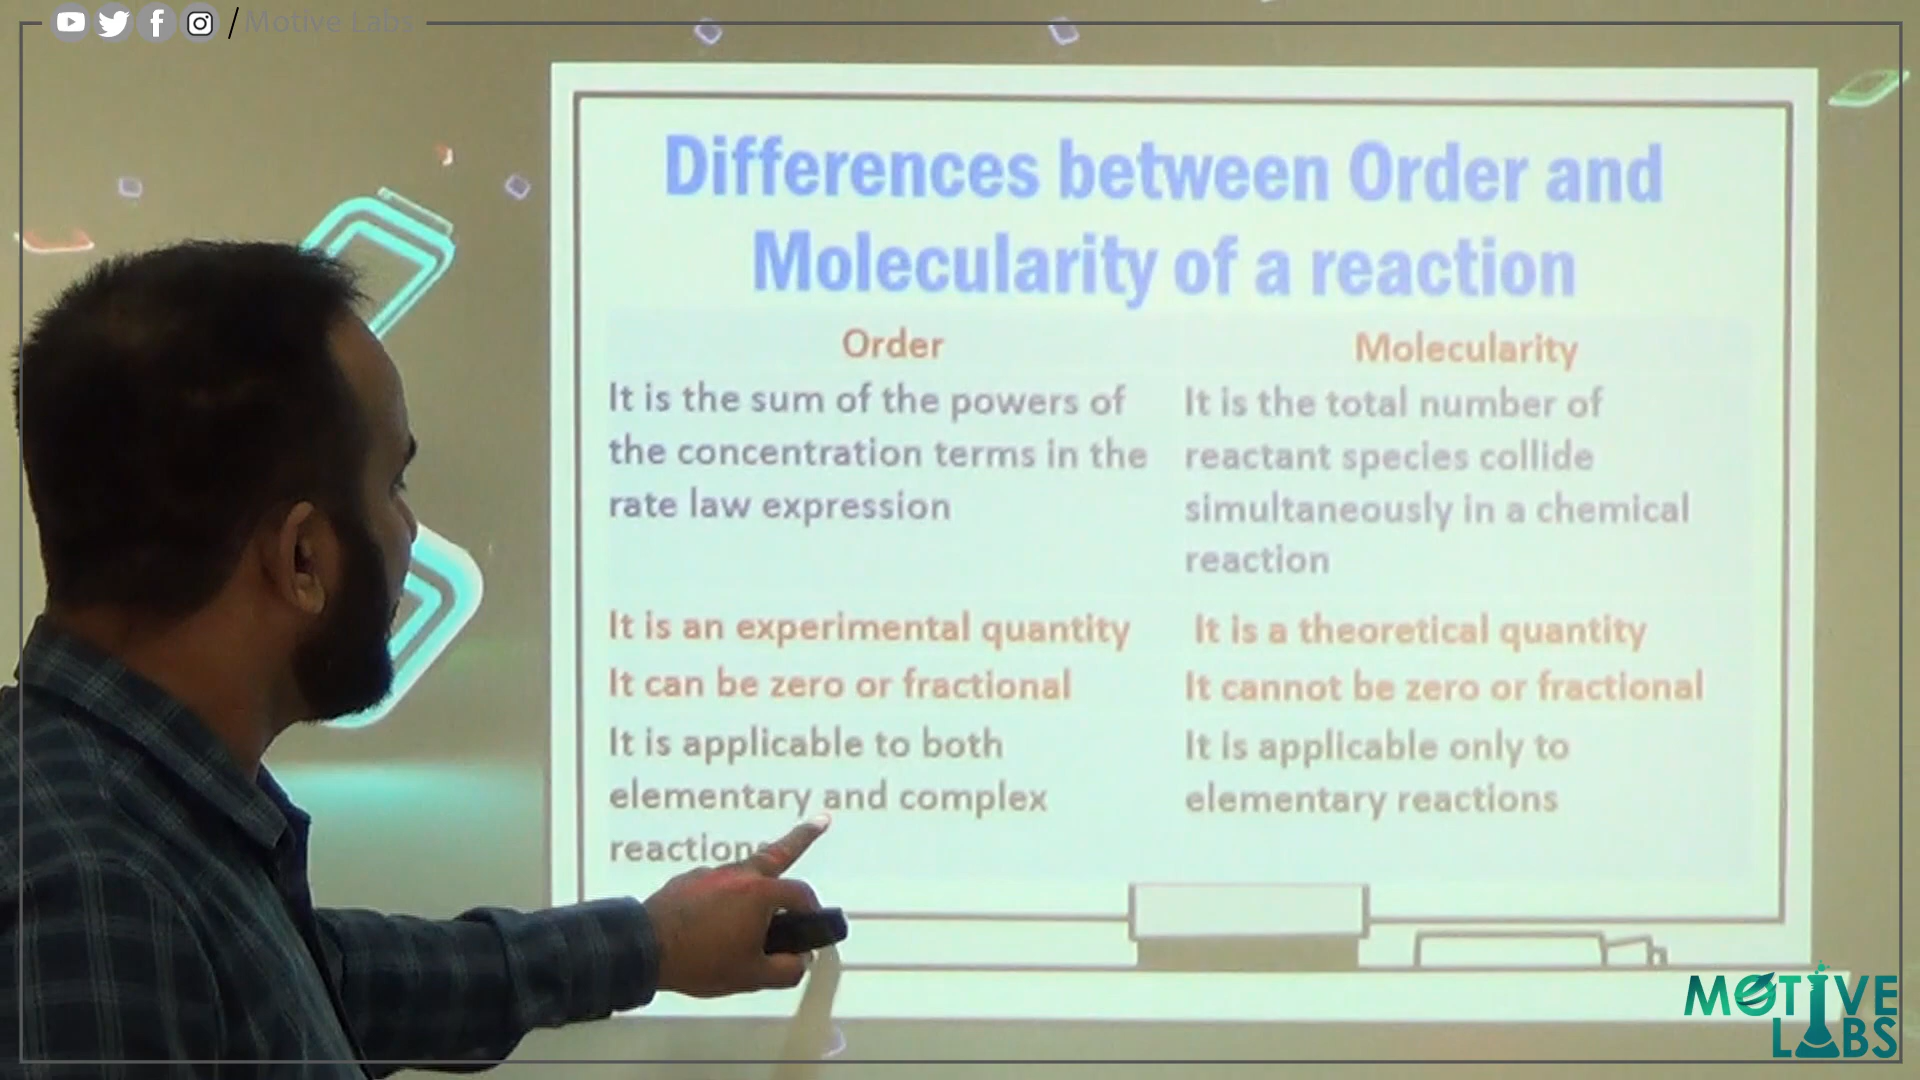 / Motive Labs
Differences between Order and
Molecularity of a reaction
Order
Molecularity
It is the sum of the powers of
the concentration terms in the
rate law expression
It is the total number of
reactant species collide
simultaneously in a chemical
reaction
It is an experimental quantity
It is a theoretical quantity
It can be zero or fractional
It cannot be zero or fractional
It is applicable to both
elementary and complex
reactions
It is applicable only to
elementary reactions
MOTIVE
LABS